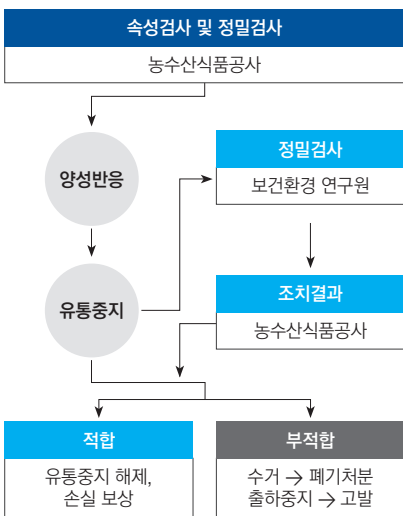 속성검사 및 정밀검사
농수산식품공사
양성반응
정밀검사
보건환경 연구원
유통중지
조치결과
농수산식품공사
적합
유통중지 해제,
손실 보상
부적합
수거 → 폐기처분
출하중지 → 고발